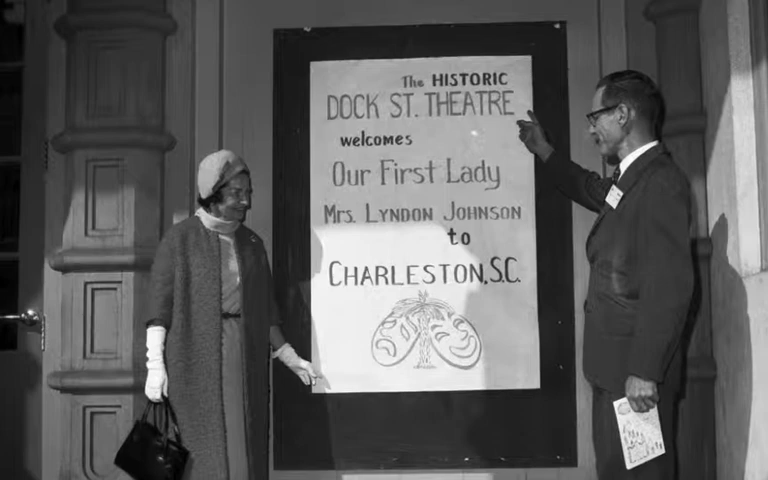 The HISTORIC
DOCK ST. THEATRE
welcomes
Our First Lady
MRS. LYNDON JOHNSON
to
CHARLESTON, S.C.